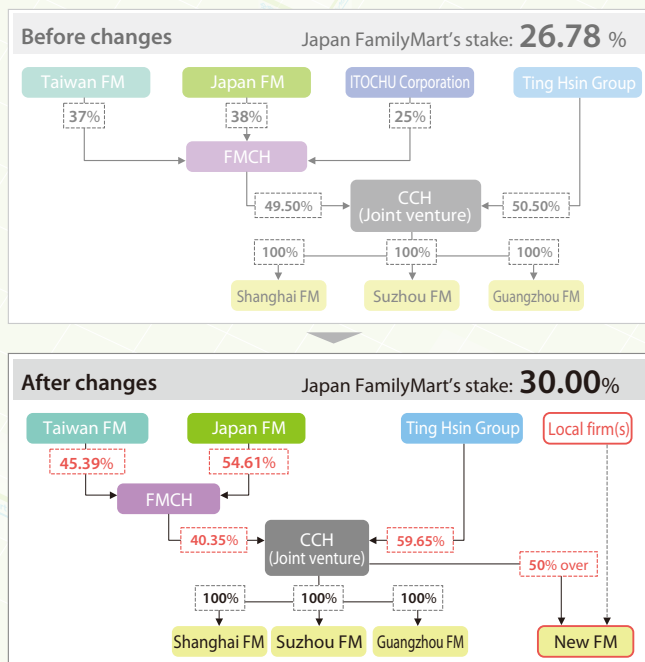 Before changes
Japan FamilyMart's stake: 26.78 %
Taiwan FM
Japan FM
ITOCHU Corporation
Ting Hsin Group
37%
38%
25%
FMCH
49.50%
CCH
(Joint venture)
50.50%
100%
100%
100%
Shanghai FM
Suzhou FM
Guangzhou FM
After changes
Japan FamilyMart's stake: 30.00%
Taiwan FM
Japan FM
Ting Hsin Group
Local firm(s)
45.39%
54.61%
FMCH
40.35%
CCH
(Joint venture)
59.65%
50% over
100%
100%
100%
Shanghai FM
Suzhou FM
Guangzhou FM
New FM